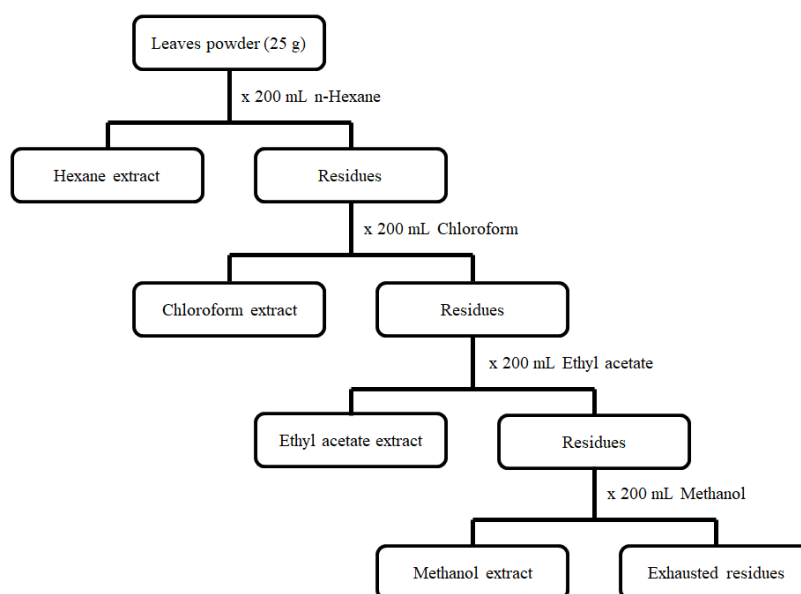 Leaves powder (25 g)
x 200 mL n-Hexane
Hexane extract
Residues
x 200 mL Chloroform
Chloroform extract
Residues
x 200 mL Ethyl acetate
Ethyl acetate extract
Residues
x 200 mL Methanol
Methanol extract
Exhausted residues